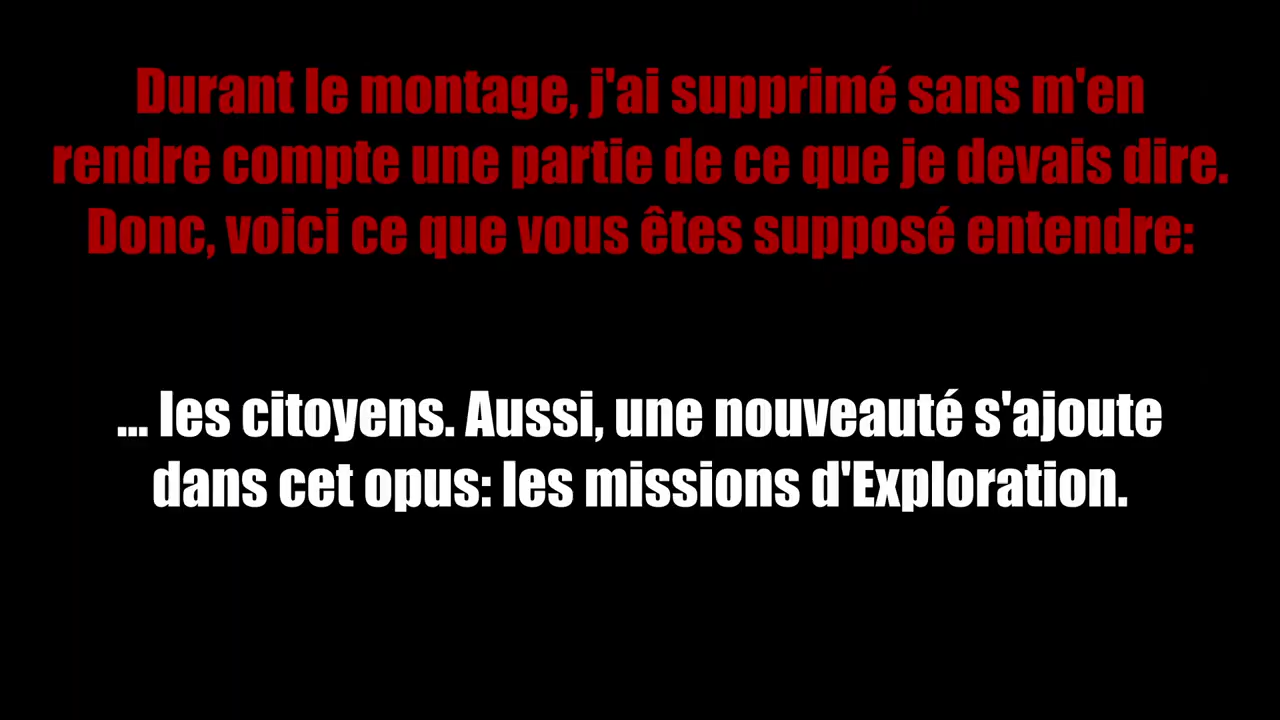 Durant le montage, j'ai supprimé sans m'en
rendre compte une partie de ce que je devais dire.
Donc, voici ce que vous êtes supposé entendre:
... les citoyens. Aussi, une nouveauté s'ajoute
dans cet opus: les missions d'Exploration.